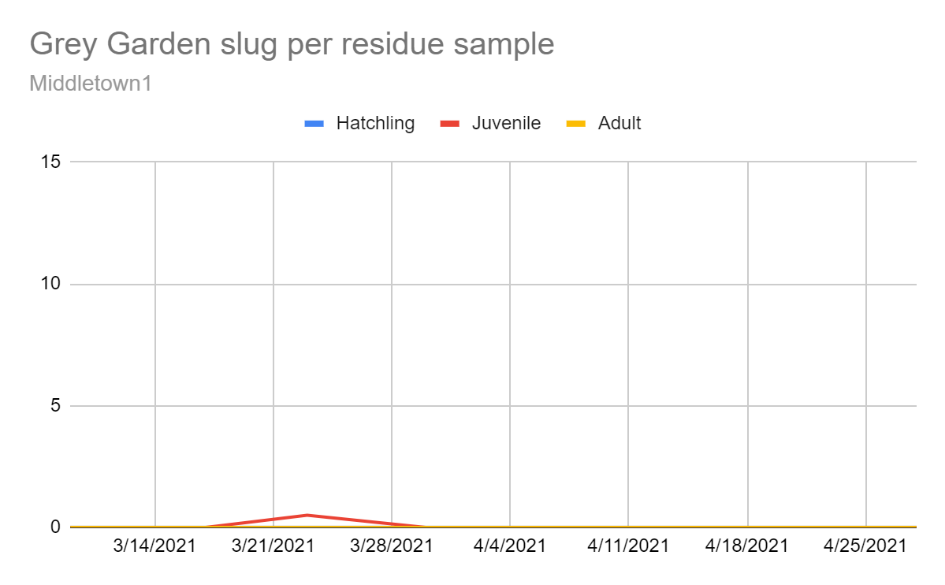 Grey Garden slug per residue sample
Middletown1
Hatchling Juvenile Adult
15
10
5
0
3/14/2021 3/21/2021 3/28/2021 4/4/2021 4/11/2021 4/18/2021 4/25/2021